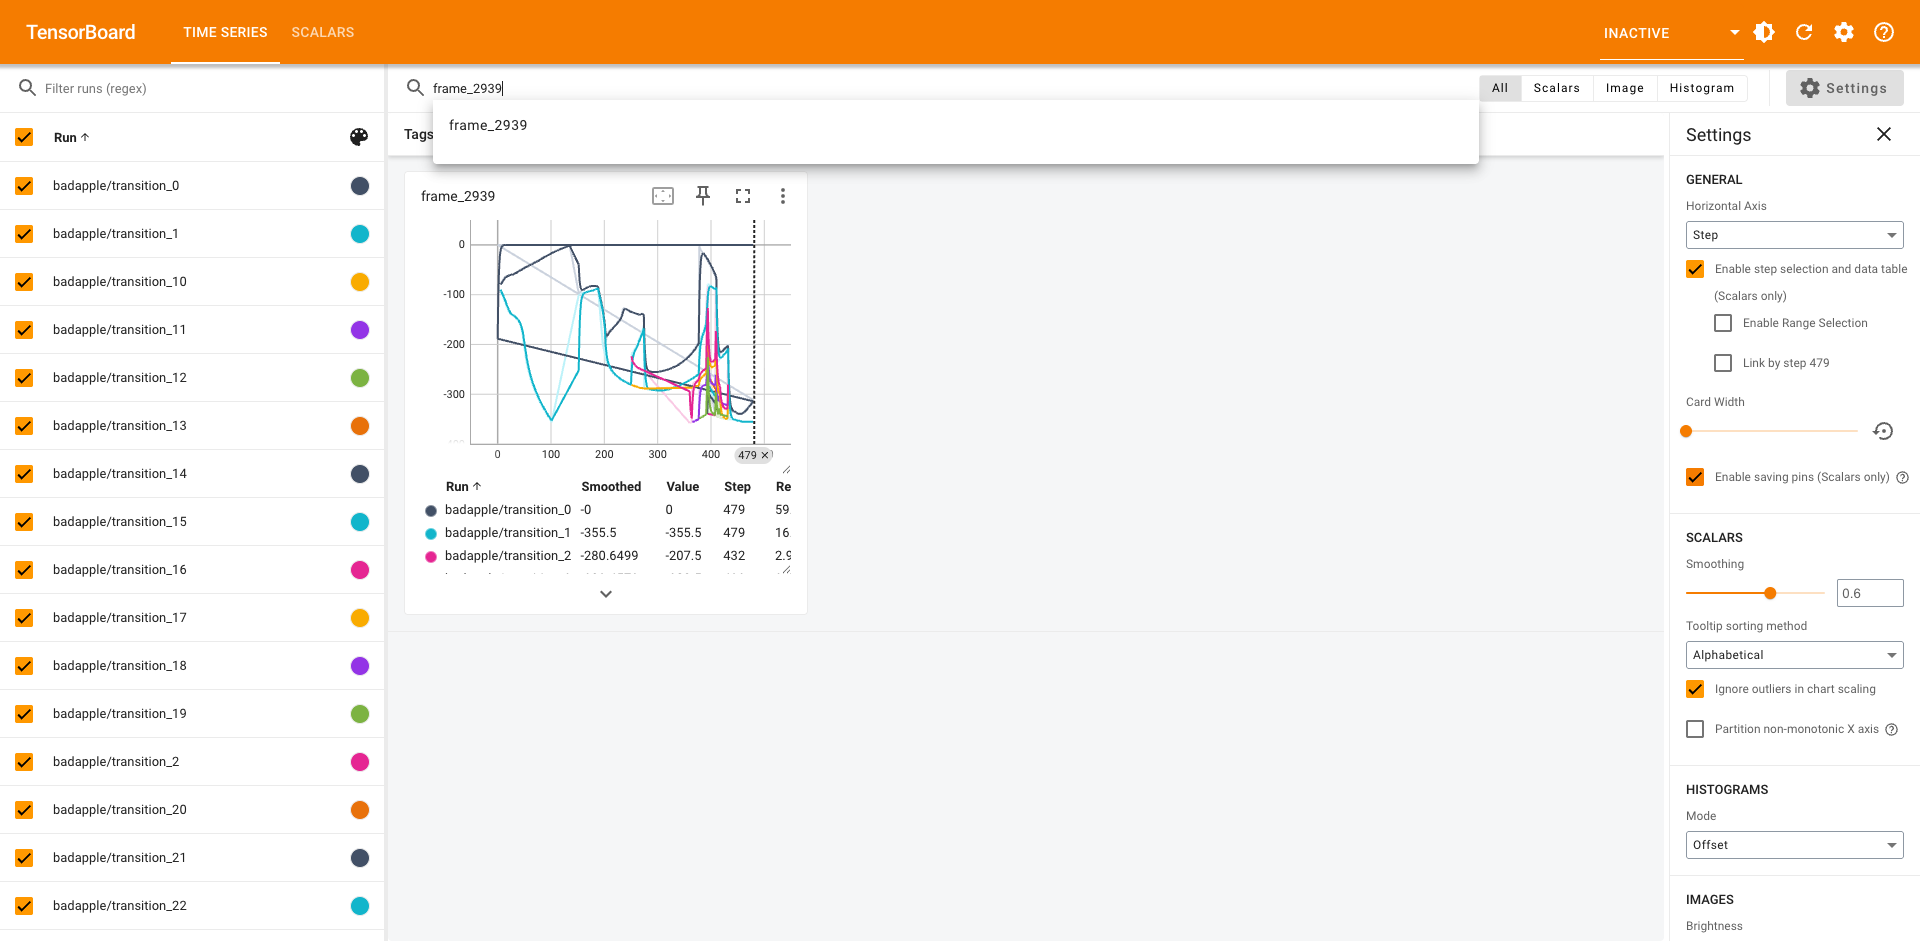 TensorBoard
TIME SERIES
SCALARS
INACTIVE
Filter runs (regex)
frame_2939
All
Scalars
Image
Histogram
Settings
frame_2939
Tags
Run
badapple/transition_0
badapple/transition_1
badapple/transition_10
badapple/transition_11
badapple/transition_12
badapple/transition_13
badapple/transition_14
badapple/transition_15
badapple/transition_16
badapple/transition_17
badapple/transition_18
badapple/transition_19
badapple/transition_2
badapple/transition_20
badapple/transition_21
badapple/transition_22
frame_2939
0
-100
-200
-300
0 100 200 300 400 479
Run Smoothed Value Step Re
badapple/transition_0 -0 0 479 59
badapple/transition_1 -355.5 -355.5 479 16
badapple/transition_2 -280.6499 -207.5 432 2.9
Settings
GENERAL
Horizontal Axis
Step
Enable step selection and data table
(Scalars only)
Enable Range Selection
Link by step 479
Card Width
Enable saving pins (Scalars only)
SCALARS
Smoothing
0.6
Tooltip sorting method
Alphabetical
Ignore outliers in chart scaling
Partition non-monotonic X axis
HISTOGRAMS
Mode
Offset
IMAGES
Brightness